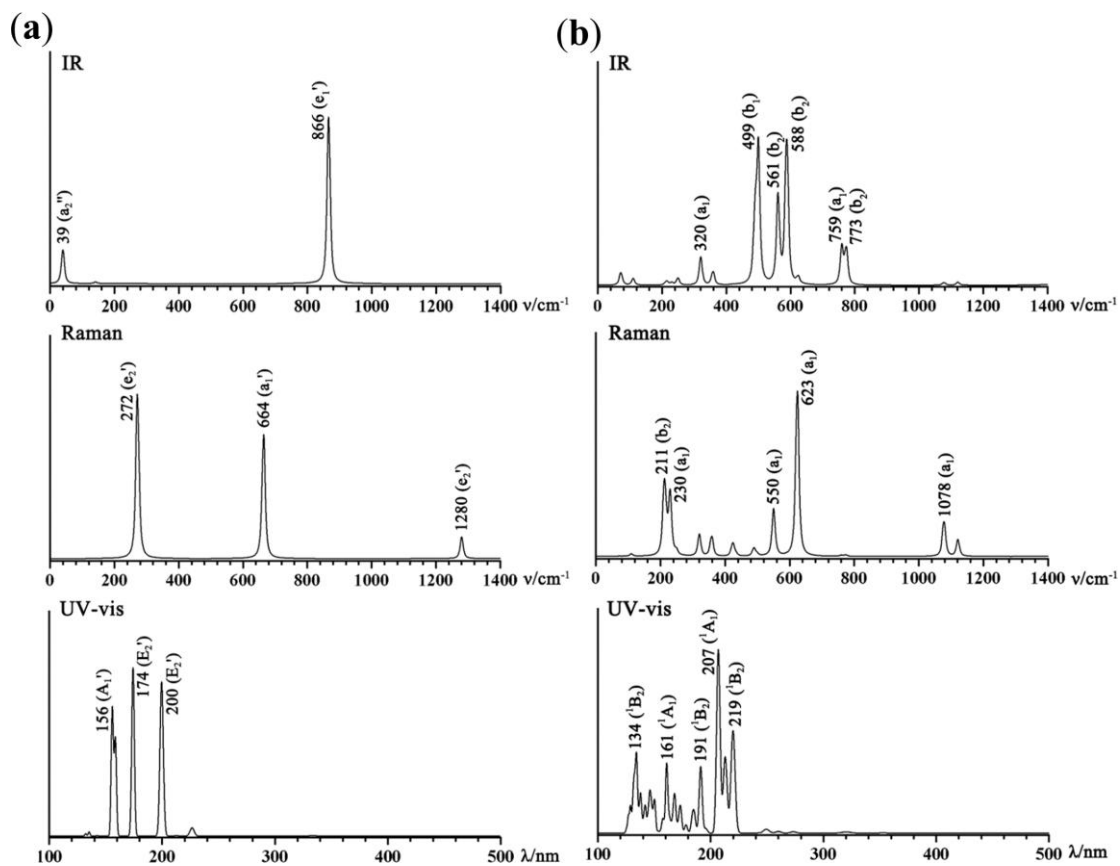 (a)
IR
39 (a₂'')
866 (e₁')
0 200 400 600 800 1000 1200 1400 ν/cm⁻¹
Raman
272 (e₂')
664 (a₁')
1280 (e₂')
0 200 400 600 800 1000 1200 1400 ν/cm⁻¹
UV-vis
156 (A₁')
174 (E₂')
200 (E₂')
100 200 300 400 500 λ/nm
(b)
IR
320 (a₁)
499 (b₁)
561 (b₂)
588 (b₂)
759 (a₁)
773 (b₂)
0 200 400 600 800 1000 1200 1400 ν/cm⁻¹
Raman
211 (b₂)
230 (a₁)
550 (a₁)
623 (a₁)
1078 (a₁)
0 200 400 600 800 1000 1200 1400 ν/cm⁻¹
UV-vis
134 (¹B₂)
161 (¹A₁)
191 (¹B₂)
207 (¹A₁)
219 (¹B₂)
100 200 300 400 500 λ/nm